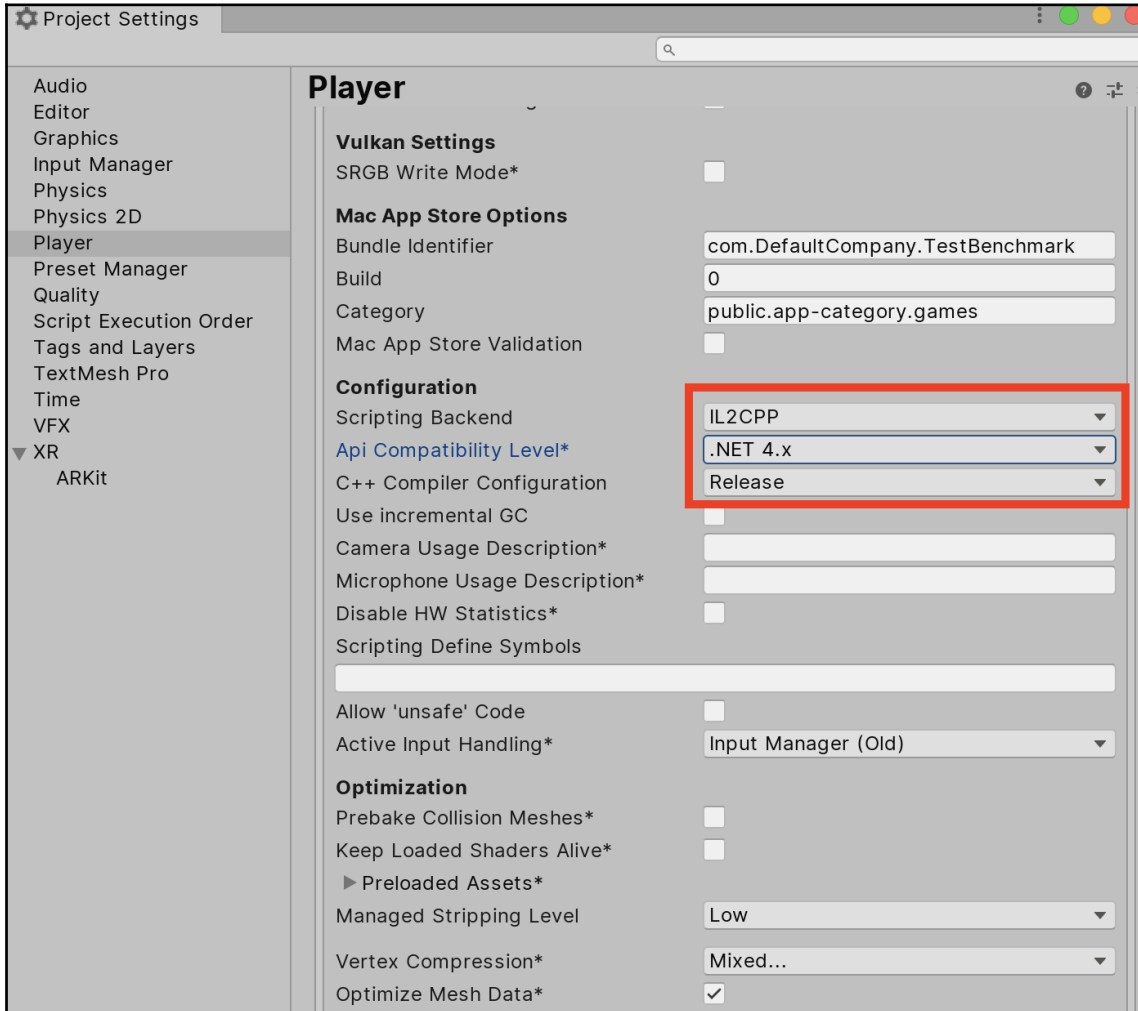 Project Settings
Audio
Editor
Graphics
Input Manager
Physics
Physics 2D
Player
Preset Manager
Quality
Script Execution Order
Tags and Layers
TextMesh Pro
Time
VFX
XR
ARKit
Player
Vulkan Settings
SRGB Write Mode*
Mac App Store Options
Bundle Identifier com.DefaultCompany.TestBenchmark
Build 0
Category public.app-category.games
Mac App Store Validation
Configuration
Scripting Backend IL2CPP
Api Compatibility Level* .NET 4.x
C++ Compiler Configuration Release
Use incremental GC
Camera Usage Description*
Microphone Usage Description*
Disable HW Statistics*
Scripting Define Symbols
Allow 'unsafe' Code
Active Input Handling* Input Manager (Old)
Optimization
Prebake Collision Meshes*
Keep Loaded Shaders Alive*
Preloaded Assets*
Managed Stripping Level Low
Vertex Compression* Mixed...
Optimize Mesh Data*